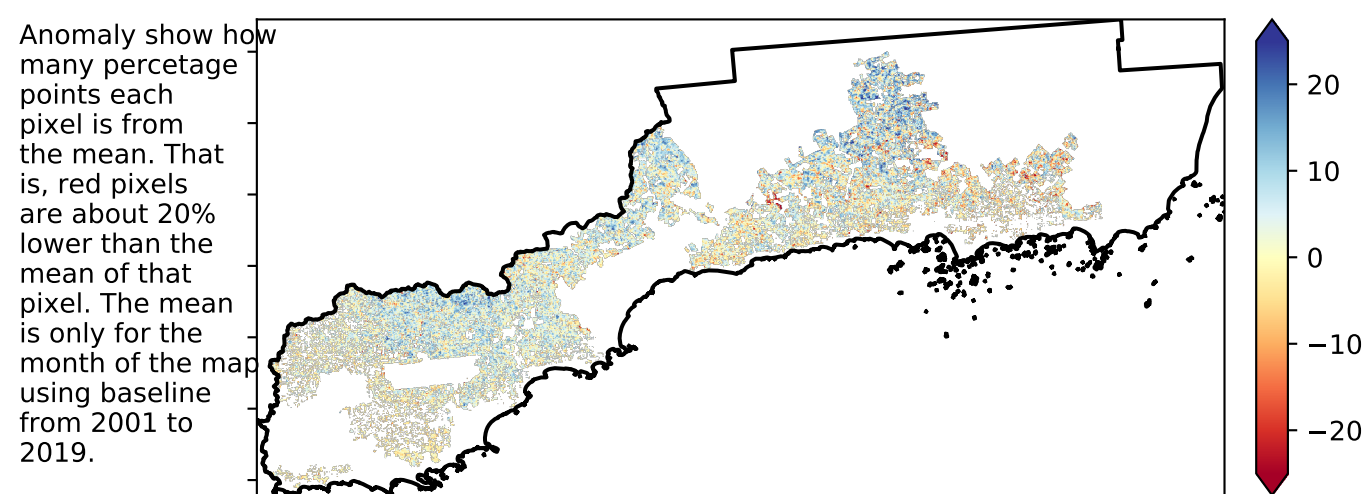 Anomaly show how
many percetage
points each
pixel is from
the mean. That
is, red pixels
are about 20%
lower than the
mean of that
pixel. The mean
is only for the
month of the map
using baseline
from 2001 to
2019.
20
10
0
−10
−20